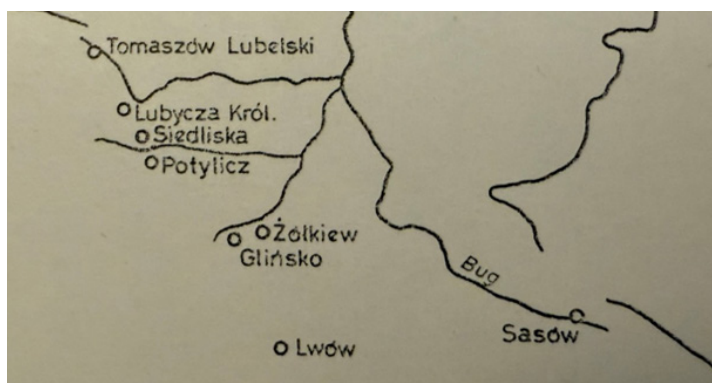 Tomaszów Lubelski
Lubycza Król.
Siedliska
Potylicz
Żółkiew
Glińsko
Bug
Sasów
Lwów